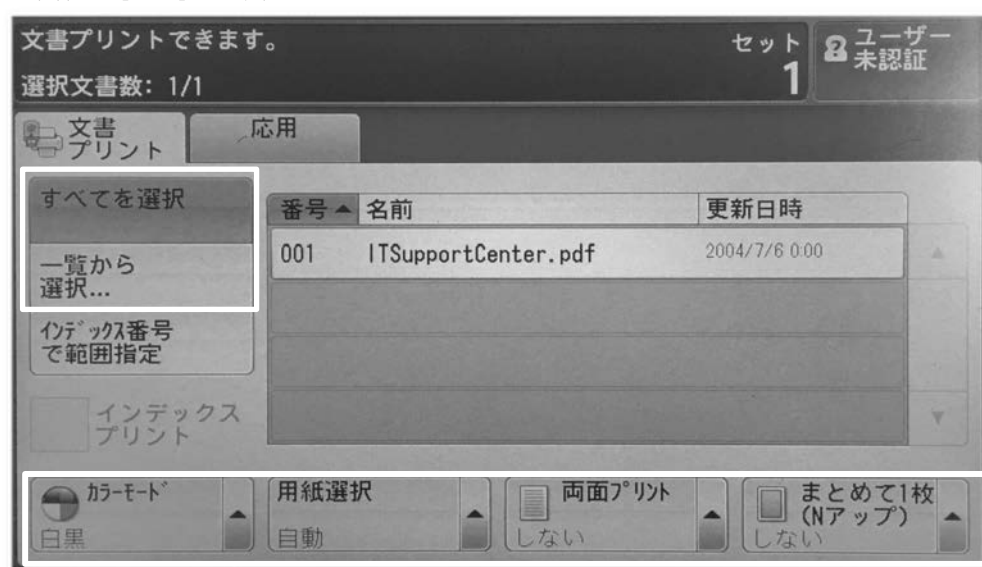 文書プリントできます。
セット
1
ユーザー
未認証
選択文書数: 1/1
文書
プリント
応用
すべてを選択
一覧から
選択...
インデックス番号
で範囲指定
インデックス
プリント
番号 名前 更新日時
001 ITSupportCenter.pdf 2004/7/6 0:00
カラーモード
白黒
用紙選択
自動
両面プリント
しない
まとめて1枚
(Nアップ)
しない